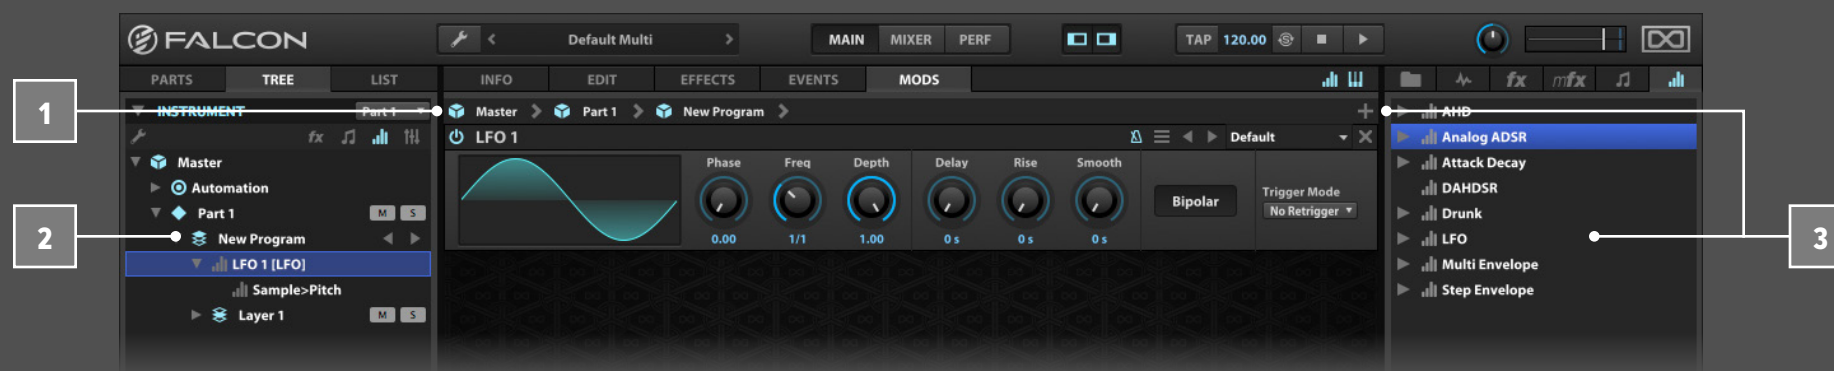 FALCON
Default Multi
MAIN MIXER PERF
TAP 120.00
PARTS TREE LIST
INFO EDIT EFFECTS EVENTS MODS
fx mfx
1
INSTRUMENT Part 1
Master Part 1 New Program
AHD
fx
LFO 1
Default
Analog ADSR
Master
Phase Freq Depth Delay Rise Smooth
Attack Decay
Automation
Bipolar
Trigger Mode
DAHDSR
Part 1 M S
No Retrigger
Drunk
2
New Program
0.00 1/1 1.00 0 s 0 s 0 s
LFO
3
LFO 1 [LFO]
Multi Envelope
Sample>Pitch
Step Envelope
Layer 1 M S